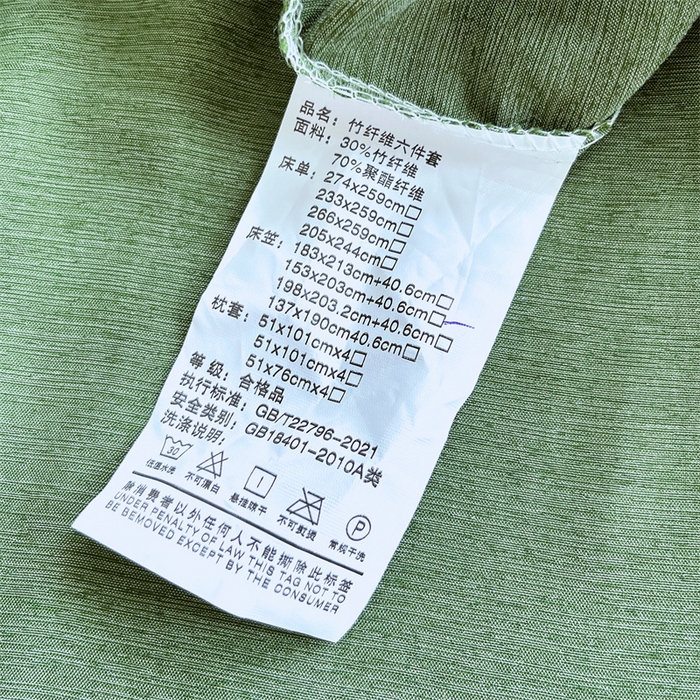 品名：竹纤维六件套
面料：30%竹纤维
70%聚酯纤维
床单：274x259cm□
233x259cm□
266x259cm□
205x244cm□
床笠：183x213cm+40.6cm□
153x203cm+40.6cm□
198x203.2cm+40.6cm□
137x190cm40.6cm□
枕套：51x101cmx4□
51x101cmx4□
51x76cmx4□
等级：合格品
执行标准：GB/T22796-2021
安全类别：GB18401-2010A类
洗涤说明：
30
P
低温水洗 不可漂白 悬挂晾干 不可熨烫 常规干洗
除消费者以外任何人不能撕除此标签
UNDER PENALTY OF LAW THIS TAG NOT TO
BE BEMOVED EXCEPT BY THE CONSUMER